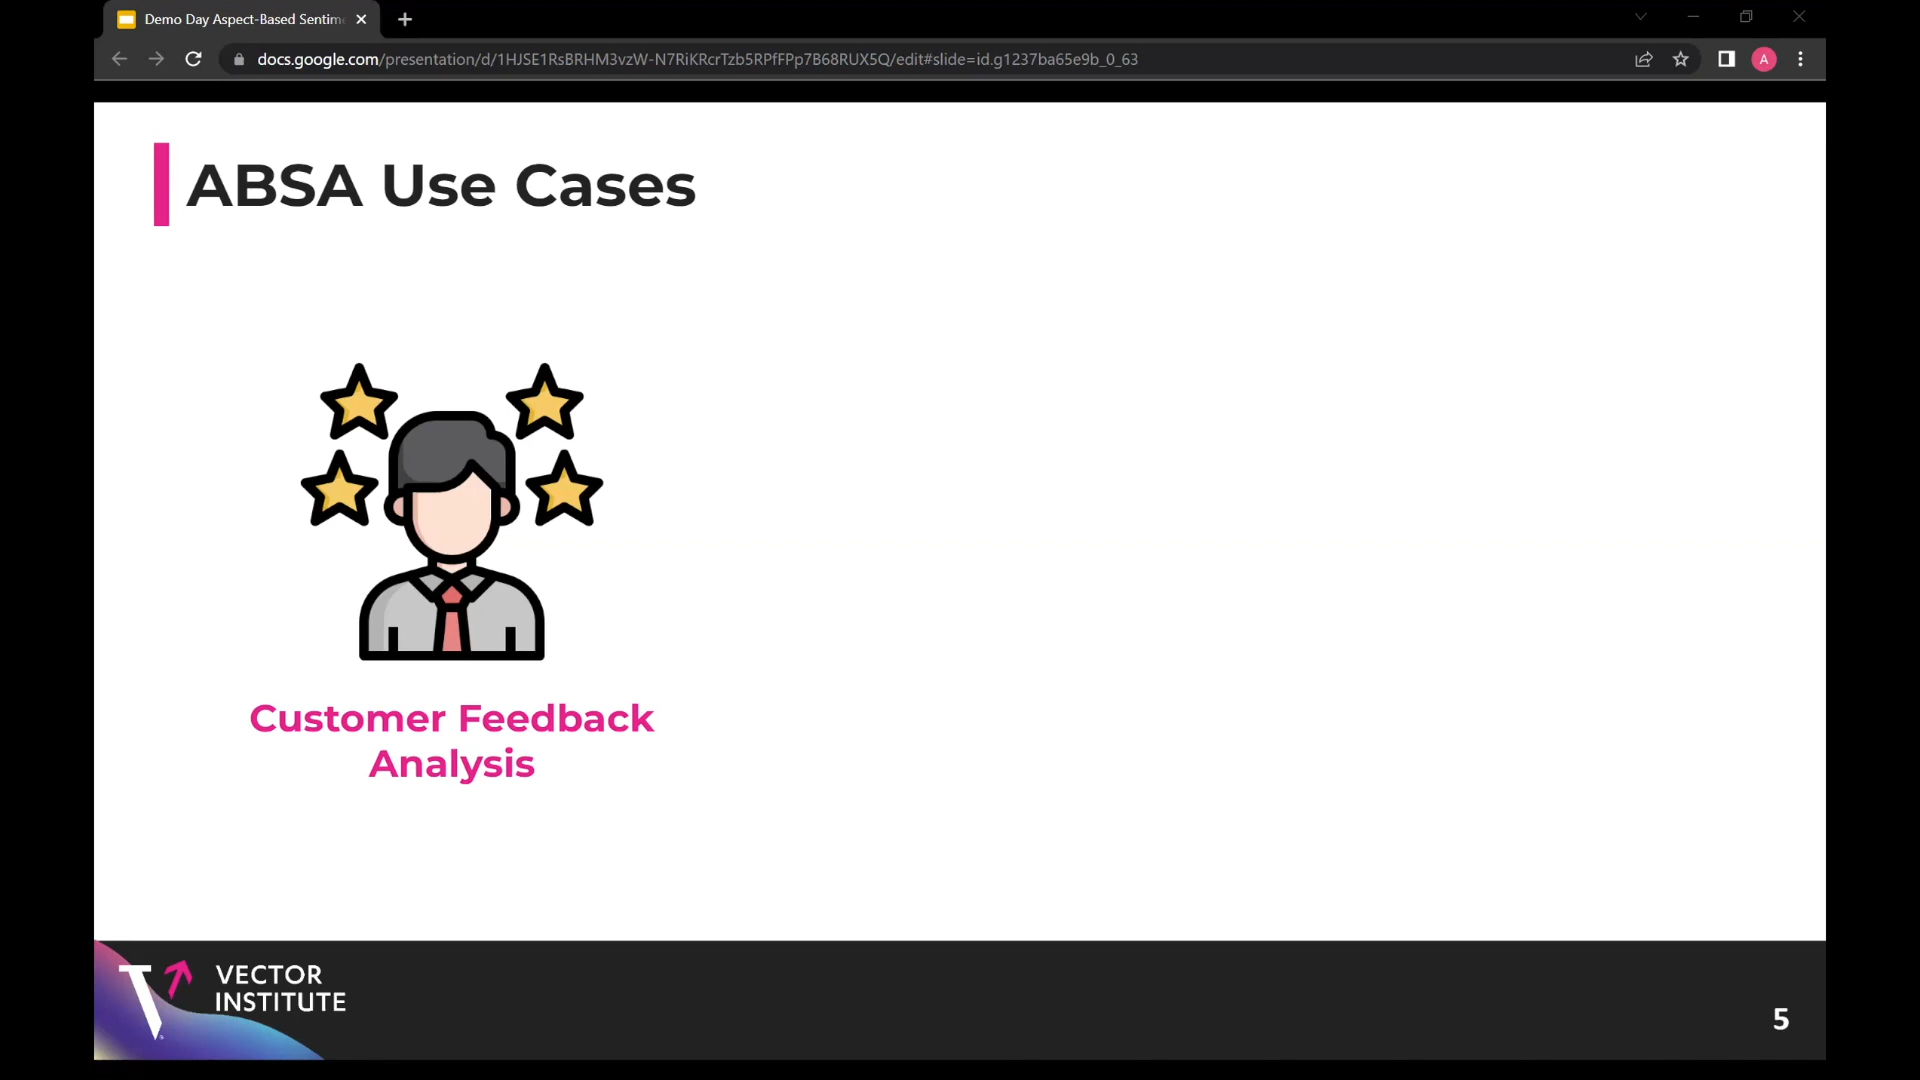 Demo Day Aspect-Based Sentim
docs.google.com/presentation/d/1HJSE1RsBRHM3vzW-N7RiKRcrTzb5RPfFPp7B68RUX5Q/edit#slide=id.g1237ba65e9b_0_63
A
ABSA Use Cases
Customer Feedback
Analysis
VECTOR
INSTITUTE
5